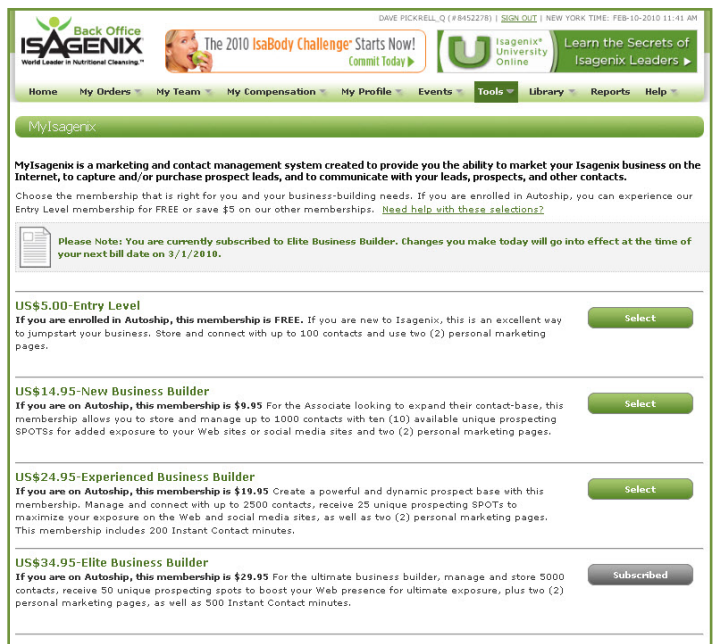 DAVE PICKRELL_Q (#8452278) | SIGN OUT | NEW YORK TIME: FEB-10-2010 11:41 AM
Back Office
ISAGENIX
World Leader in Nutritional Cleansing.™
The 2010 IsaBody Challenge® Starts Now!
Commit Today
Isagenix®
University
Online
Learn the Secrets of
Isagenix Leaders
Home My Orders My Team My Compensation My Profile Events Tools Library Reports Help
MyIsagenix
MyIsagenix is a marketing and contact management system created to provide you the ability to market your Isagenix business on the
Internet, to capture and/or purchase prospect leads, and to communicate with your leads, prospects, and other contacts.
Choose the membership that is right for you and your business-building needs. If you are enrolled in Autoship, you can experience our
Entry Level membership for FREE or save $5 on our other memberships. Need help with these selections?
Please Note: You are currently subscribed to Elite Business Builder. Changes you make today will go into effect at the time of
your next bill date on 3/1/2010.
US$5.00-Entry Level
If you are enrolled in Autoship, this membership is FREE. If you are new to Isagenix, this is an excellent way
to jumpstart your business. Store and connect with up to 100 contacts and use two (2) personal marketing
pages.
Select
US$14.95-New Business Builder
If you are on Autoship, this membership is $9.95 For the Associate looking to expand their contact-base, this
membership allows you to store and manage up to 1000 contacts with ten (10) available unique prospecting
SPOTSs for added exposure to your Web sites or social media sites and two (2) personal marketing pages.
Select
US$24.95-Experienced Business Builder
If you are on Autoship, this membership is $19.95 Create a powerful and dynamic prospect base with this
membership. Manage and connect with up to 2500 contacts, receive 25 unique prospecting SPOTs to
maximize your exposure on the Web and social media sites, as well as two (2) personal marketing pages.
This membership includes 200 Instant Contact minutes.
Select
US$34.95-Elite Business Builder
If you are on Autoship, this membership is $29.95 For the ultimate business builder, manage and store 5000
contacts, receive 50 unique prospecting spots to boost your Web presence for ultimate exposure, plus two (2)
personal marketing pages, as well as 500 Instant Contact minutes.
Subscribed